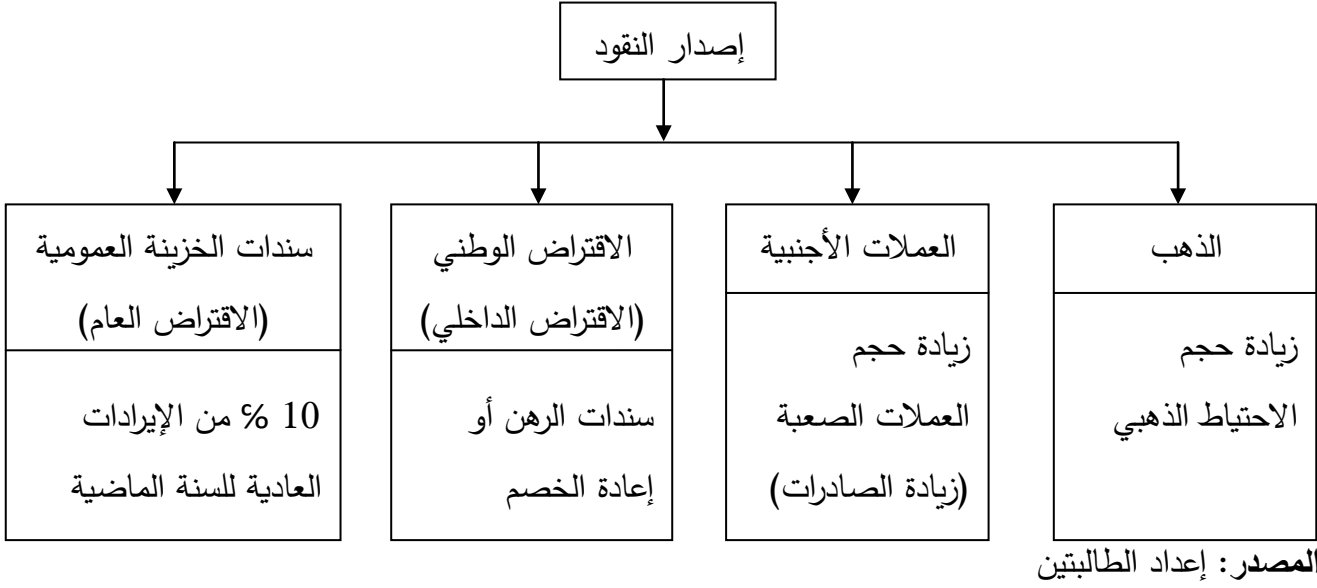 إصدار النقود
الذهب
زيادة حجم
الاحتياط الذهبي
العملات الأجنبية
زيادة حجم
العملات الصعبة
(زيادة الصادرات)
الاقتراض الوطني
(الاقتراض الداخلي)
سندات الرهن أو
إعادة الخصم
سندات الخزينة العمومية
(الاقتراض العام)
10 % من الإيرادات
العادية للسنة الماضية
المصدر: إعداد الطالبتين